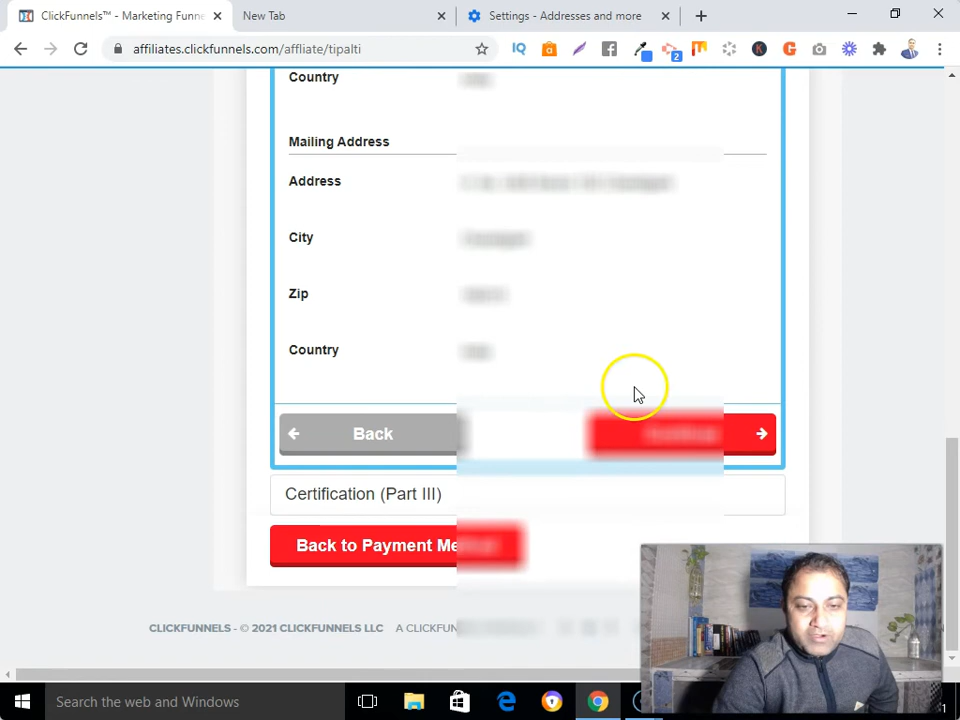 ClickFunnels™ - Marketing Funne
New Tab
Settings - Addresses and more
affiliates.clickfunnels.com/affliate/tipalti
Country
Mailing Address
Address
City
Zip
Country
Back
Certification (Part III)
Back to Payment Me
CLICKFUNNELS - © 2021 CLICKFUNNELS LLC A CLICKFUN
Search the web and Windows